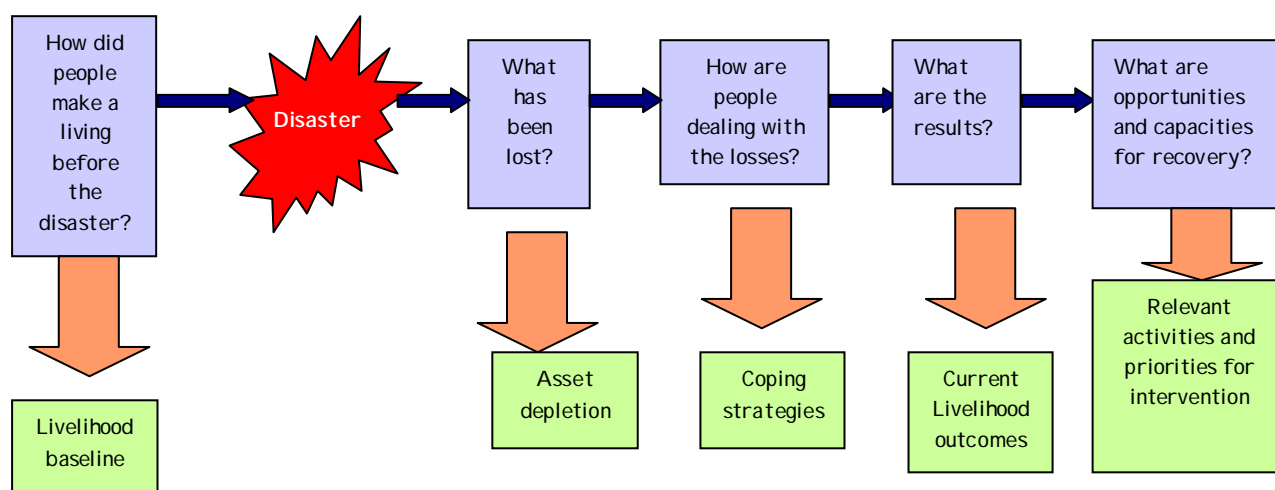 How did
people
make a
living
before
the
disaster?
Disaster
What
has
been
lost?
How are
people
dealing with
the losses?
What
are the
results?
What are
opportunities
and capacities
for recovery?
Livelihood
baseline
Asset
depletion
Coping
strategies
Current
Livelihood
outcomes
Relevant
activities and
priorities for
intervention